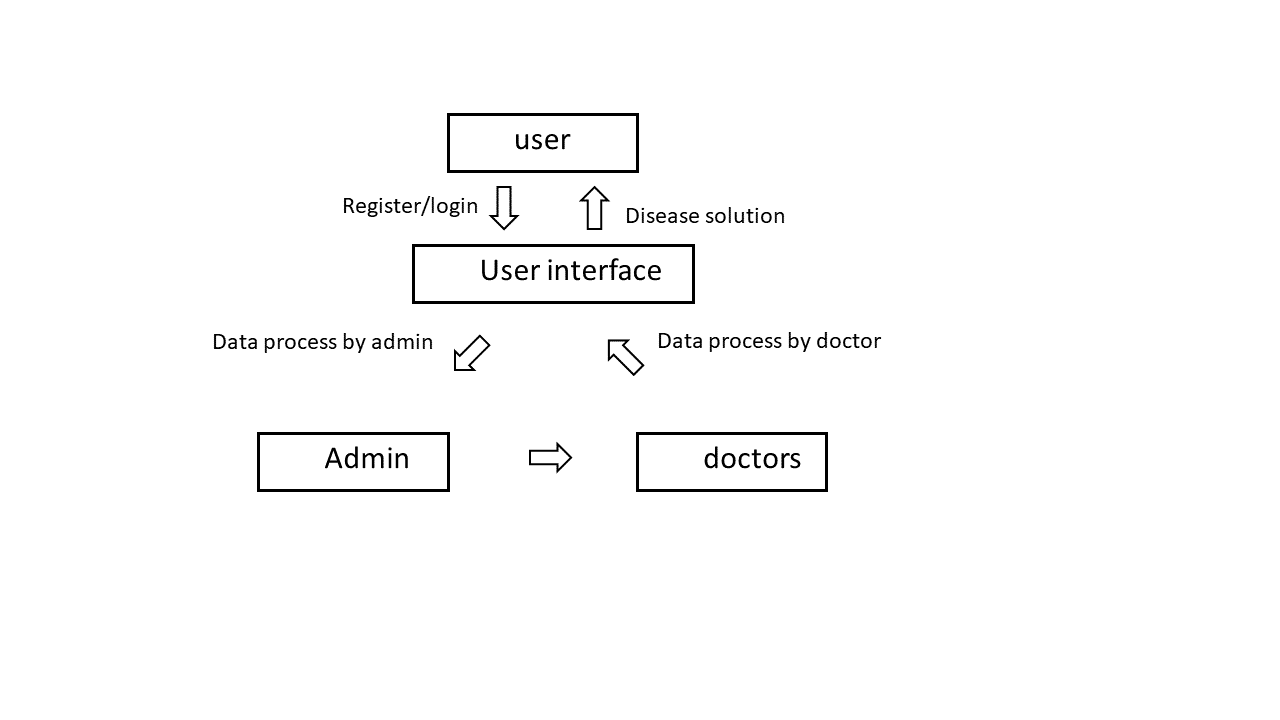 user
Register/login
Disease solution
User interface
Data process by admin
Data process by doctor
Admin
doctors